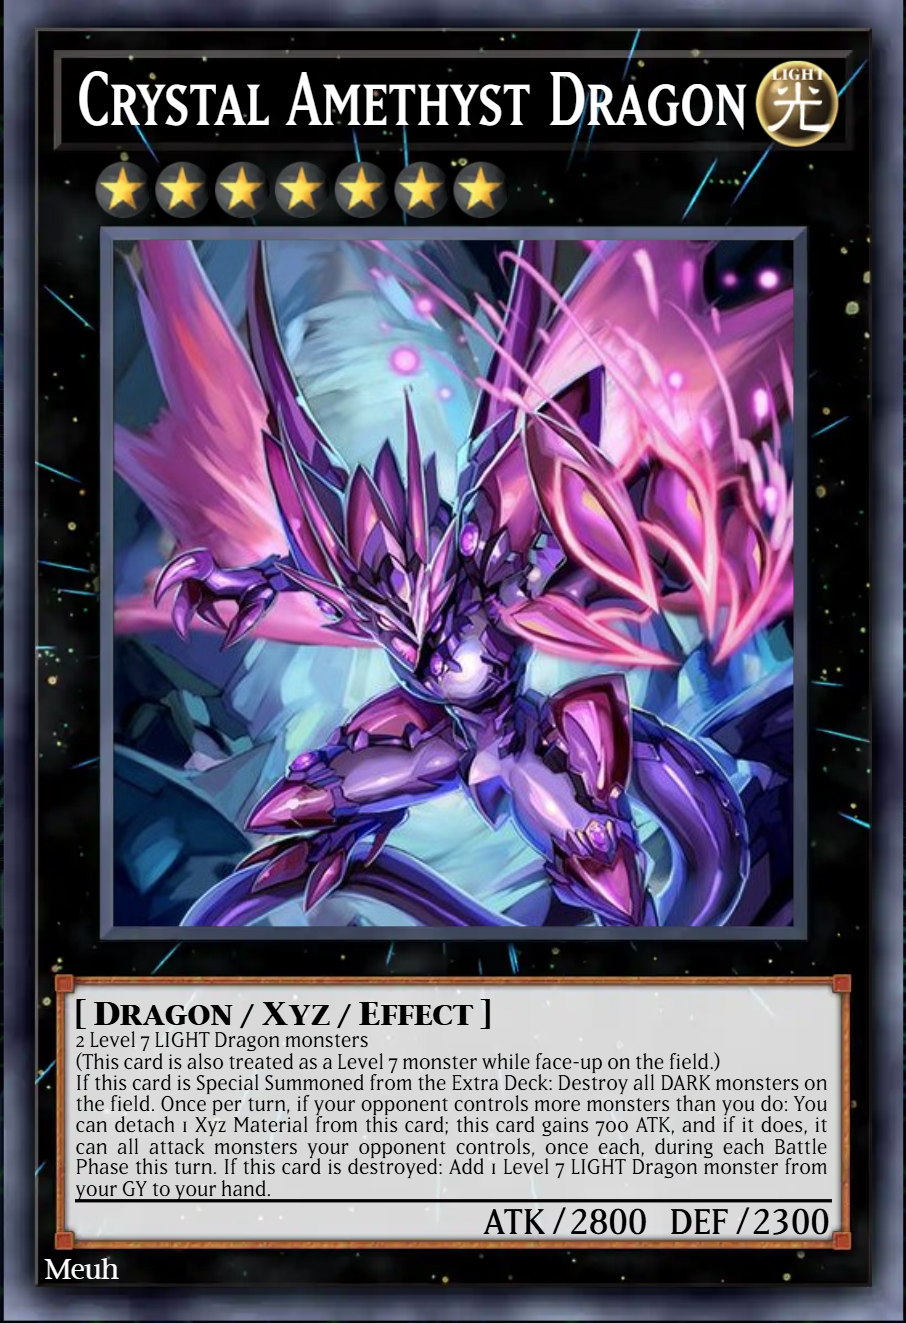 Crystal Amethyst Dragon
LIGHT
光
[ Dragon / Xyz / Effect ]
2 Level 7 LIGHT Dragon monsters
(This card is also treated as a Level 7 monster while face-up on the field.)
If this card is Special Summoned from the Extra Deck: Destroy all DARK monsters on
the field. Once per turn, if your opponent controls more monsters than you do: You
can detach 1 Xyz Material from this card; this card gains 700 ATK, and if it does, it
can all attack monsters your opponent controls, once each, during each Battle
Phase this turn. If this card is destroyed: Add 1 Level 7 LIGHT Dragon monster from
your GY to your hand.
ATK/2800 DEF/2300
Meuh